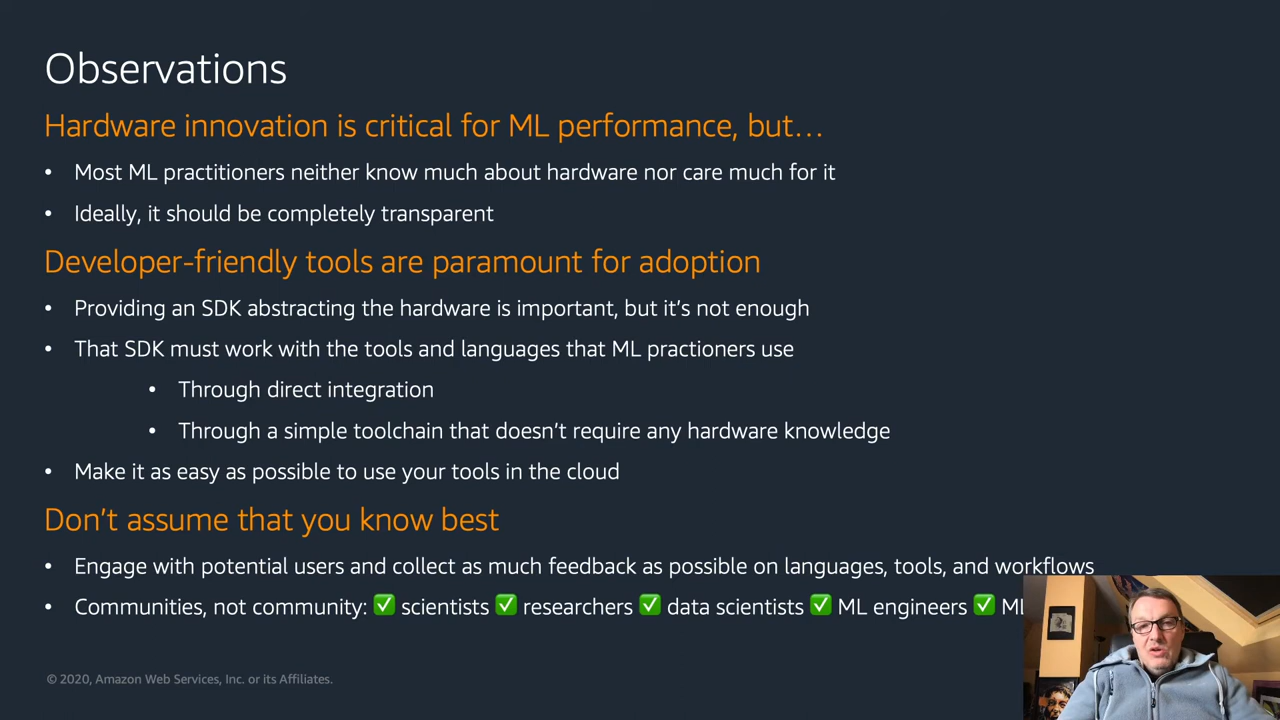 Observations
Hardware innovation is critical for ML performance, but…
• Most ML practitioners neither know much about hardware nor care much for it
• Ideally, it should be completely transparent
Developer-friendly tools are paramount for adoption
• Providing an SDK abstracting the hardware is important, but it’s not enough
• That SDK must work with the tools and languages that ML practioners use
• Through direct integration
• Through a simple toolchain that doesn’t require any hardware knowledge
• Make it as easy as possible to use your tools in the cloud
Don’t assume that you know best
• Engage with potential users and collect as much feedback as possible on languages, tools, and workflows
• Communities, not community: ✅ scientists ✅ researchers ✅ data scientists ✅ ML engineers ✅ ML
© 2020, Amazon Web Services, Inc. or its Affiliates.